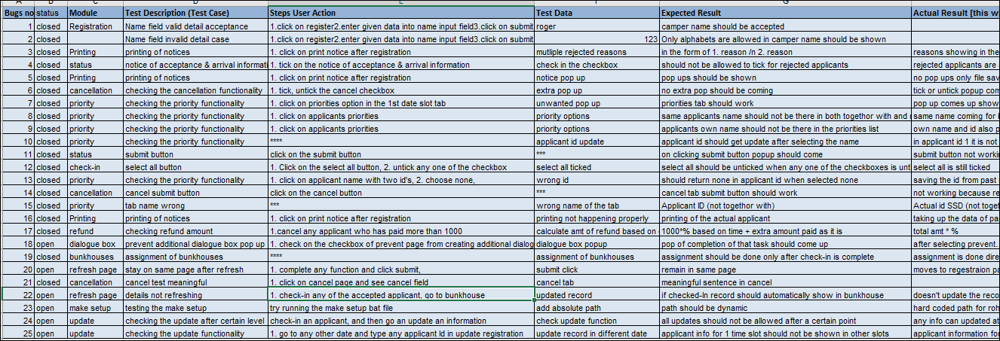 Bugs no status Module Test Description (Test Case) Steps User Action Test Data Expected Result Actual Result [this w
1 closed Registration Name field valid detail acceptance 1.click on register2.enter given data into name input field3.click on submit roger camper name should be accepted
2 closed Name field invalid detail case 1.click on register2.enter given data into name input field3.click on submit 123 Only alphabets are allowed in camper name should be shown
3 closed Printing printing of notices 1. click on print notice after registration mutliple rejected reasons in the form of 1. reason /n 2. reason reasons showing in the
4 closed status notice of acceptance & arrival informati 1. tick on the notice of acceptance & arrival information check in the checkbox should not be allowed to tick for rejected applicants rejected applicants are
5 closed Printing printing of notices 1. click on print notice after registration notice pop up pop ups should be shown no pop ups only file sav
6 closed cancellation checking the cancellation functionality 1. tick, untick the cancel checkbox extra pop up no extra pop should be coming tick or untick popup com
7 closed priority checking the priority functionality 1. click on priorities option in the 1st date slot tab unwanted pop up priorities tab should work pop up comes up show
8 closed priority checking the priority functionality 1. click on applicants priorities priority options same applicants name should not be there in both togethor with and same name coming for
9 closed priority checking the priority functionality 1. click on applicants priorities priority options applicants own name should not be there in the priorities list own name and id also p
10 closed priority checking the priority functionality **** applicant id update applicant id should get update after selecting the name in applicant id 1 it is not
11 closed status submit button click on the submit button *** on clicking submit button popup should come submit button not workin
12 closed check-in select all button 1. Click on the select all button, 2. untick any one of the checkbox select all ticked select all should be unticked when any one of the checkboxes is unt select all is still ticked
13 closed priority checking the priority functionality 1. click on applicant name with two id's, 2. choose none, wrong id should return none in applicant id when selected none saving the id from past
14 closed cancellation cancel submit button click on the cancel button *** cancel tab submit button should work not working because re
15 closed priority tab name wrong *** wrong name of the tab Applicant ID (not togethor with) Actual id SSD (not toget
16 closed Printing printing of notices 1. click on print notice after registration printing not happening properly printing of the actual applicant taking up the data of pa
17 closed refund checking refund amount 1.cancel any applicant who has paid more than 1000 calculate amt of refund based on 1000*% based on time + extra amount paid as it is total amt * %
18 open dialogue box prevent additional dialogue box pop up 1. check on the checkbox of prevent page from creating additional dialog dialogue box popup pop of completion of that task should come up after selecting prevent.
19 closed bunkhouses assignment of bunkhouses **** assignment of bunkhouses assignment should be done only after check-in is complete assignment is done dire
20 open refresh page stay on same page after refresh 1. complete any function and click submit, submit click remain in same page moves to regestraion pa
21 closed cancellation cancel test meaningful 1. click on cancel page and see cancel field cancel tab meaningful sentence in cancel
22 open refresh page details not refreshing 1. check-in any of the accepted applicant, go to bunkhouse updated record if checked-In record should automatically show in bunkhouse doesn't update the reco
23 open make setup testing the make setup try running the make setup bat file add absolute path path should be dynamic hard coded path for roh
24 open update checking the update after certain level check-in an applicant, and then go an update an information check update function all updates should not be allowed after a certain point any info can updated at
25 open update checking the update functionality 1. go to any other date and type any applicant Id in update registration update record in different date applicant info for 1 time slot should not be shown in other slots applicant information fo